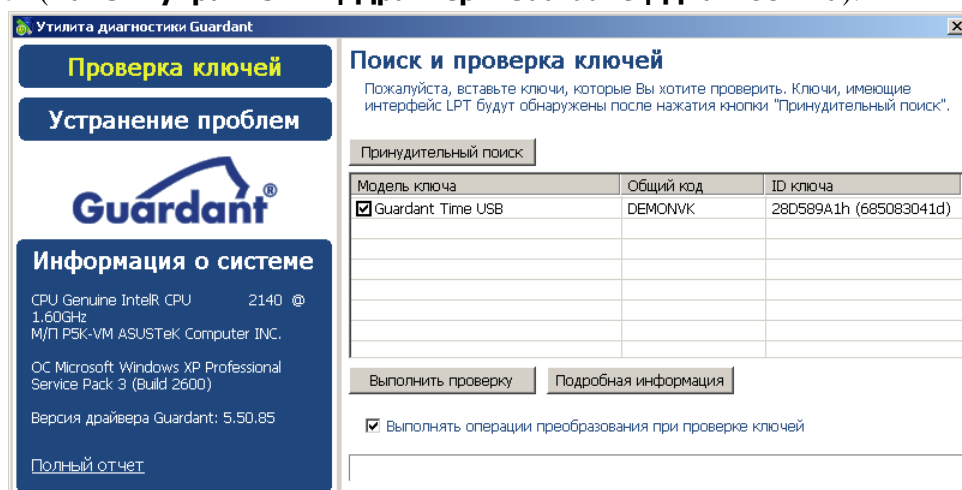 Утилита диагностики Guardant
Проверка ключей
Устранение проблем
Guardant®
Информация о системе
CPU Genuine IntelR CPU 2140 @
1.60GHz
М/П P5K-VM ASUSTeK Computer INC.
ОС Microsoft Windows XP Professional
Service Pack 3 (Build 2600)
Версия драйвера Guardant: 5.50.85
Полный отчет
Поиск и проверка ключей
Пожалуйста, вставьте ключи, которые Вы хотите проверить. Ключи, имеющие
интерфейс LPT будут обнаружены после нажатия кнопки "Принудительный поиск".
Принудительный поиск
Модель ключа Общий код ID ключа
Guardant Time USB DEMONVK 28D589A1h (685083041d)
Выполнить проверку Подробная информация
Выполнять операции преобразования при проверке ключей